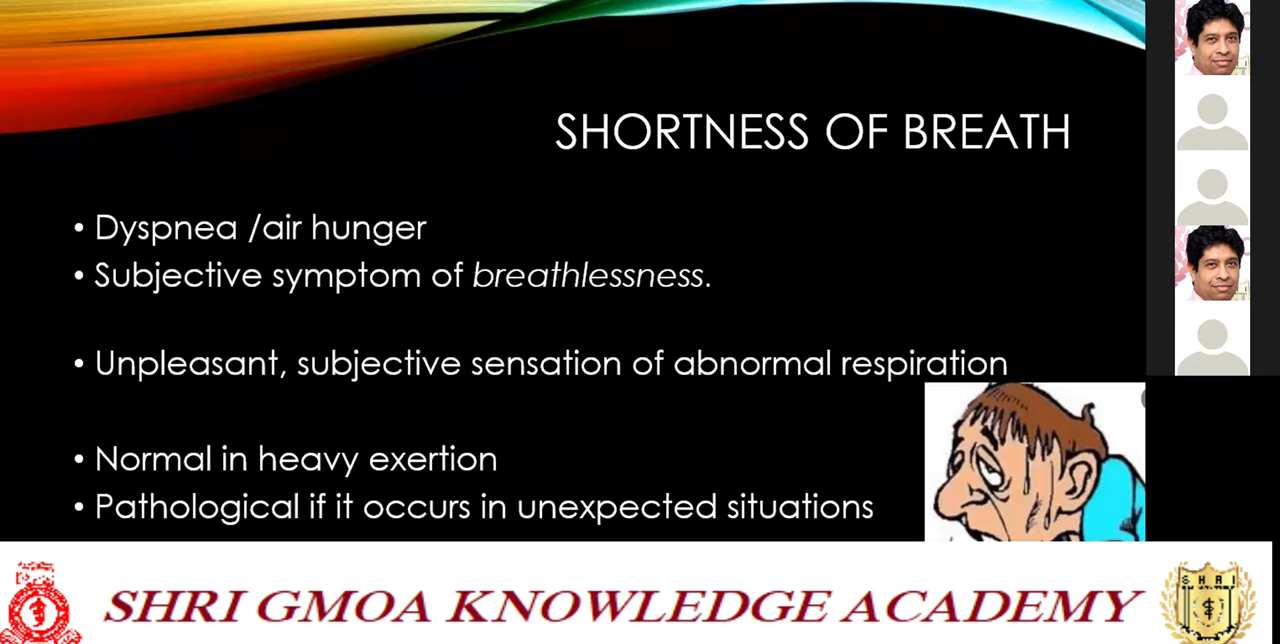 SHORTNESS OF BREATH
• Dyspnea /air hunger
• Subjective symptom of breathlessness.
• Unpleasant, subjective sensation of abnormal respiration
• Normal in heavy exertion
• Pathological if it occurs in unexpected situations
SHRI GMOA KNOWLEDGE ACADEMY
SHRI